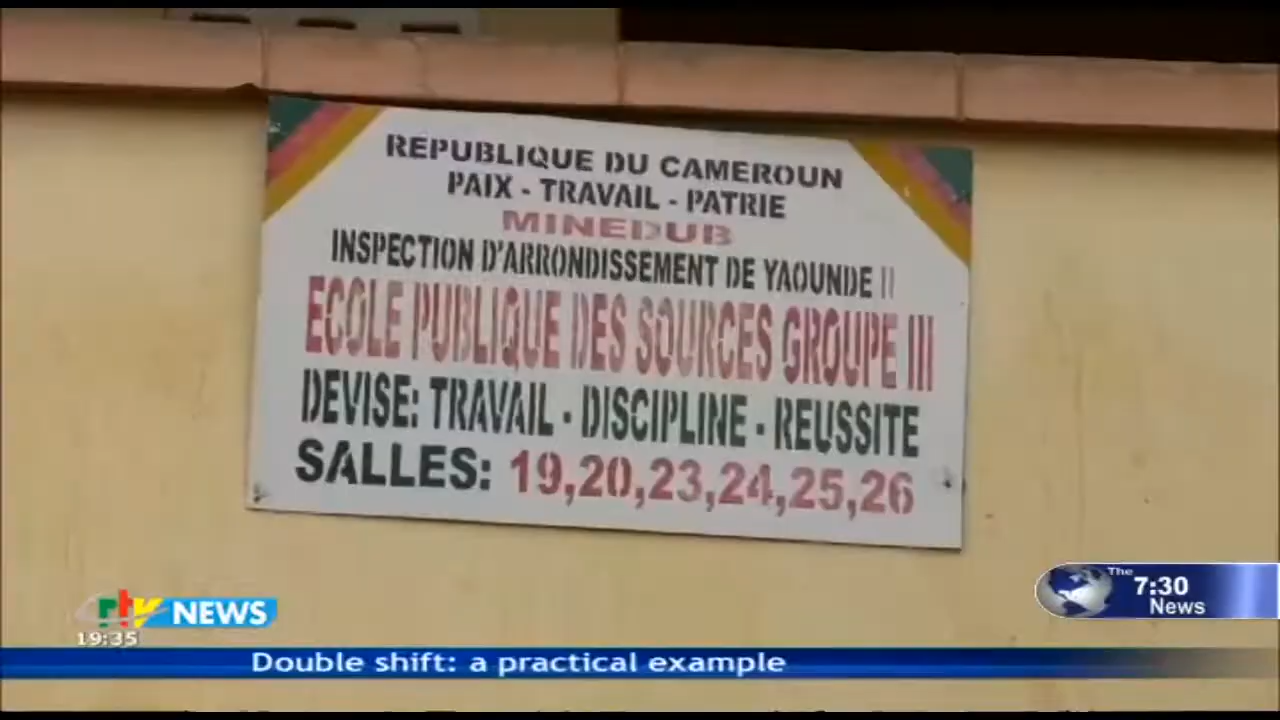 REPUBLIQUE DU CAMEROUN
PAIX - TRAVAIL - PATRIE
MINEDUB
INSPECTION D'ARRONDISSEMENT DE YAOUNDE II
ECOLE PUBLIQUE DES SOURCES GROUPE III
DEVISE: TRAVAIL - DISCIPLINE - REUSSITE
SALLES: 19,20,23,24,25,26
crtv NEWS
19:35
The 7:30
News
Double shift: a practical example